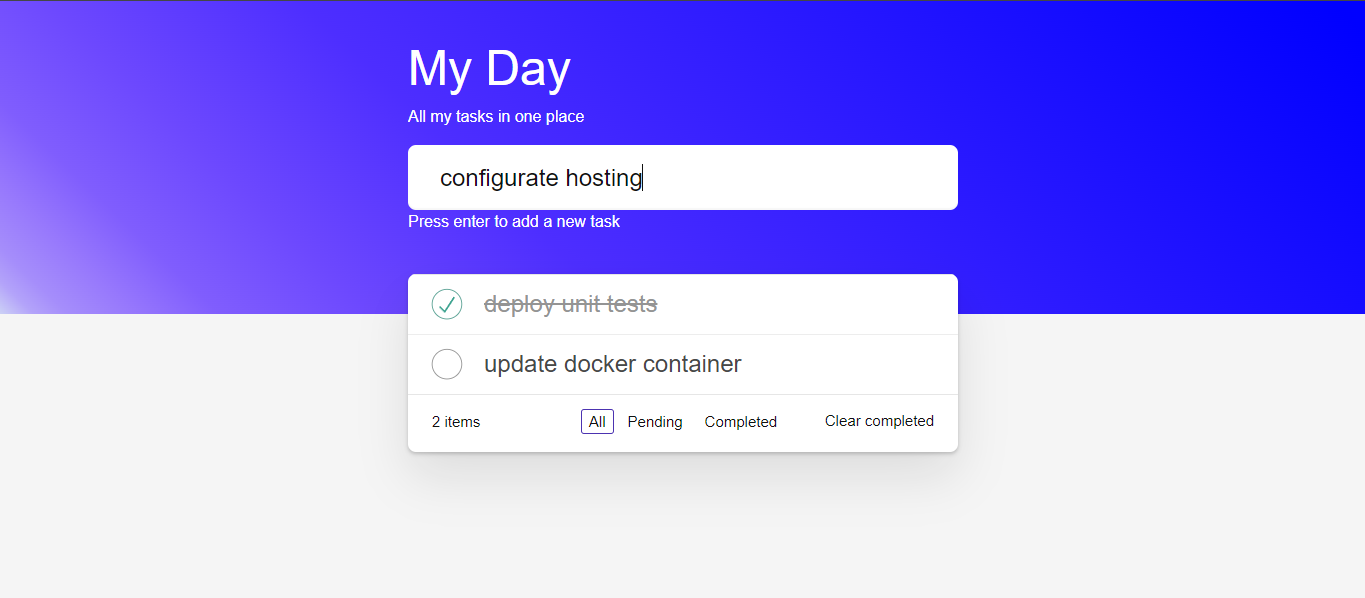 My Day
All my tasks in one place
configurate hosting
Press enter to add a new task
deploy unit tests
update docker container
2 items All Pending Completed Clear completed